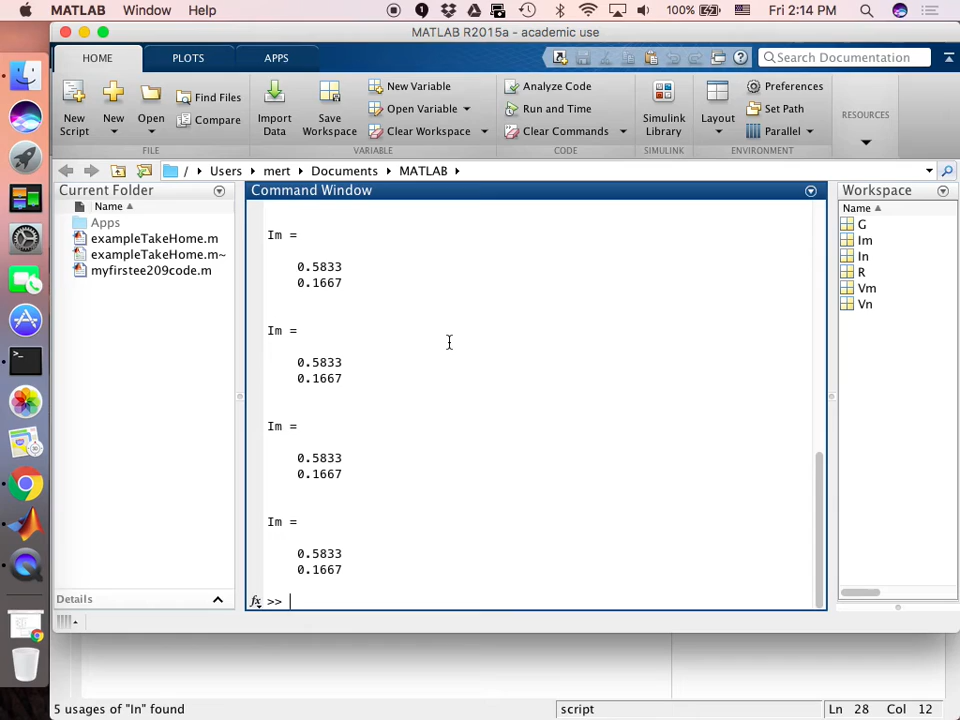 MATLAB Window Help 100% Fri 2:14 PM
MATLAB R2015a - academic use
HOME PLOTS APPS Search Documentation
New Script
New
Open
Find Files
Compare
FILE
Import Data
Save Workspace
New Variable
Open Variable
Clear Workspace
VARIABLE
Analyze Code
Run and Time
Clear Commands
CODE
Simulink Library
SIMULINK
Layout
Preferences
Set Path
Parallel
ENVIRONMENT
RESOURCES
/ Users mert Documents MATLAB
Current Folder
Name
Apps
exampleTakeHome.m
exampleTakeHome.m~
myfirstee209code.m
Details
Command Window
Im =
0.5833
0.1667
Im =
0.5833
0.1667
Im =
0.5833
0.1667
Im =
0.5833
0.1667
fx >>
Workspace
Name
G
Im
In
R
Vm
Vn
5 usages of "In" found script Ln 28 Col 12